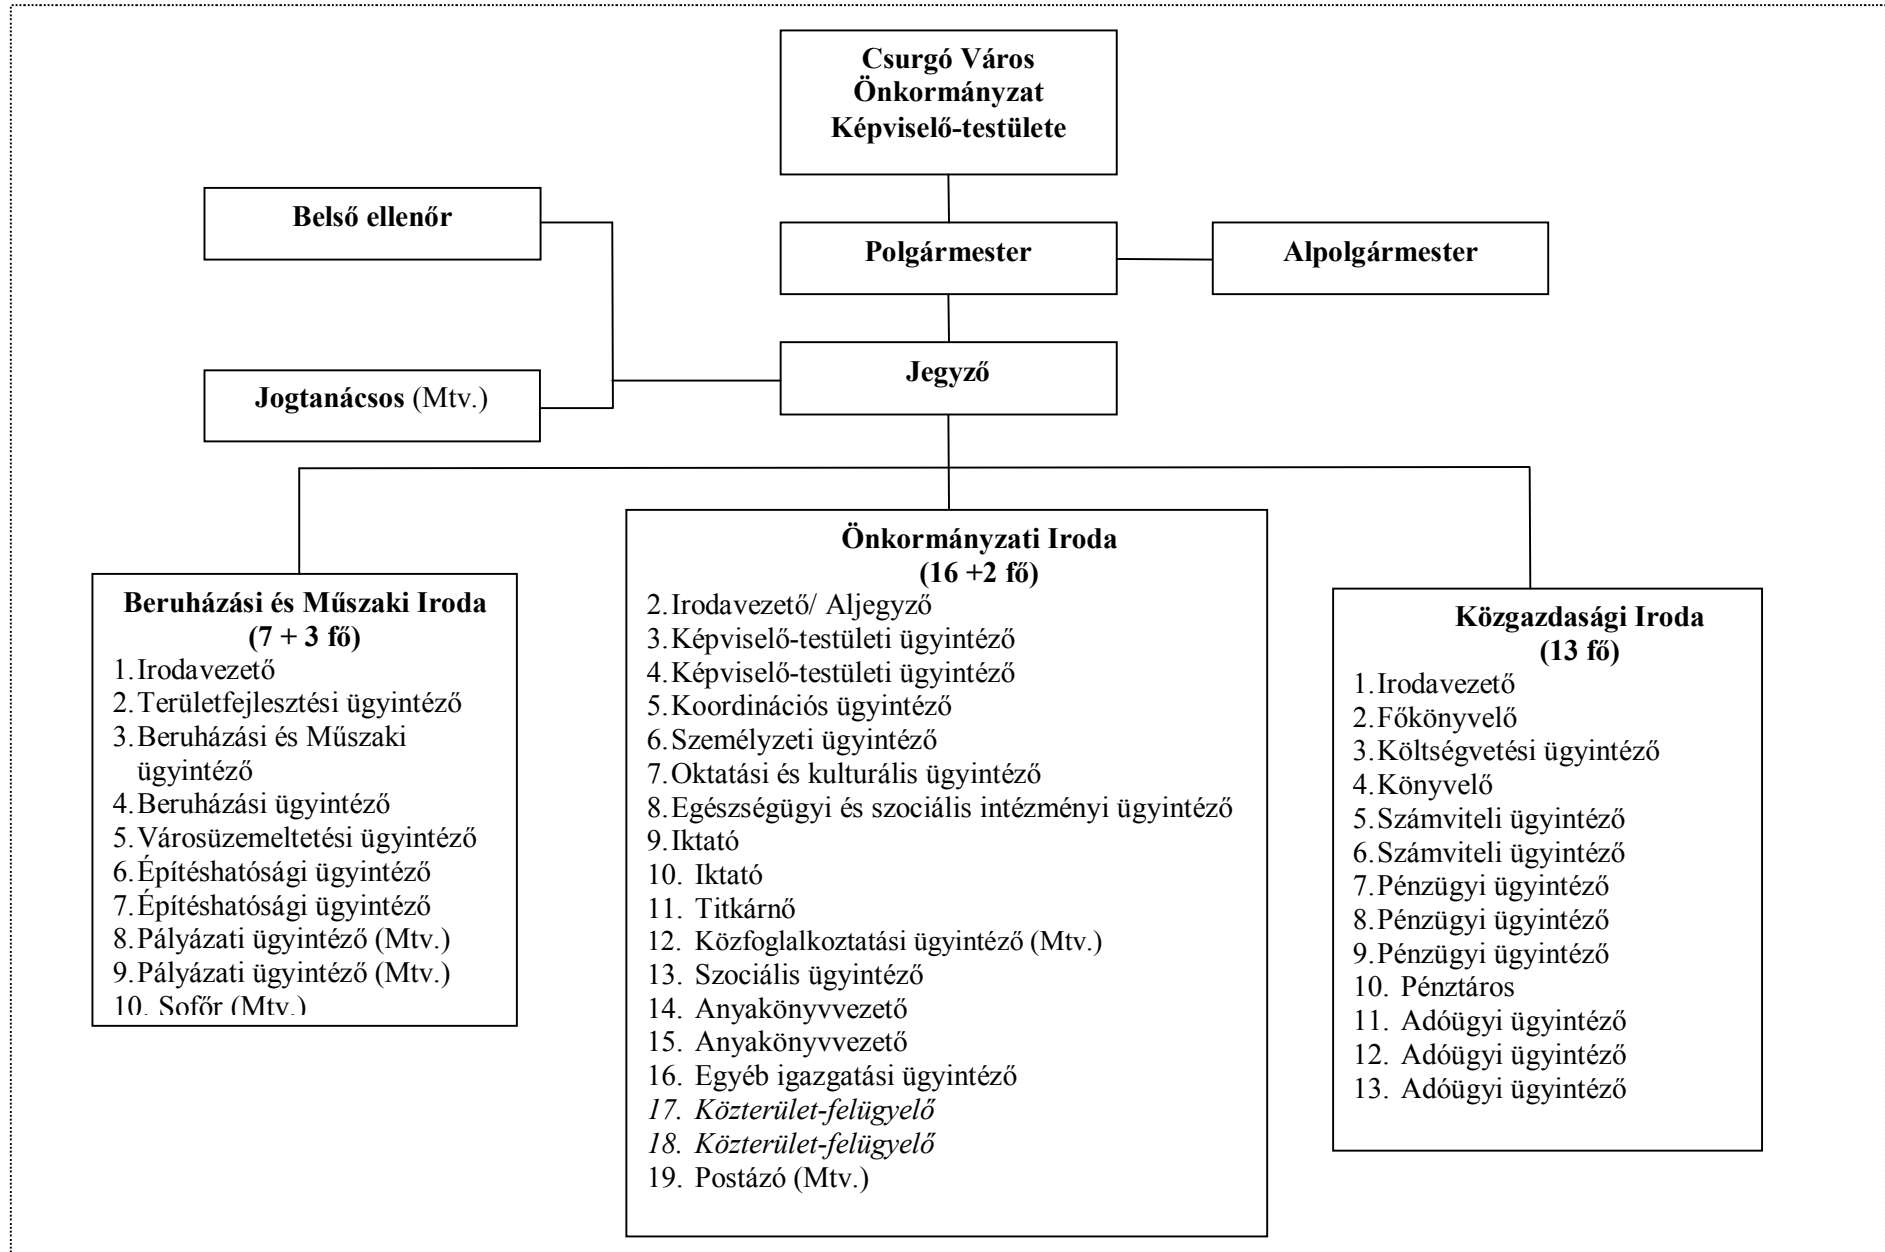 Csurgó Város
Önkormányzat
Képviselő-testülete
Belső ellenőr
Polgármester
Alpolgármester
Jegyző
Jogtanácsos (Mtv.)
Beruházási és Műszaki Iroda
(7 + 3 fő)
1. Irodavezető
2. Területfejlesztési ügyintéző
3. Beruházási és Műszaki
ügyintéző
4. Beruházási ügyintéző
5. Városüzemeltetési ügyintéző
6. Építéshatósági ügyintéző
7. Építéshatósági ügyintéző
8. Pályázati ügyintéző (Mtv.)
9. Pályázati ügyintéző (Mtv.)
10. Sofőr (Mtv.)
Önkormányzati Iroda
(16 +2 fő)
2. Irodavezető/ Aljegyző
3. Képviselő-testületi ügyintéző
4. Képviselő-testületi ügyintéző
5. Koordinációs ügyintéző
6. Személyzeti ügyintéző
7. Oktatási és kulturális ügyintéző
8. Egészségügyi és szociális intézményi ügyintéző
9. Iktató
10. Iktató
11. Titkárnő
12. Közfoglalkoztatási ügyintéző (Mtv.)
13. Szociális ügyintéző
14. Anyakönyvvezető
15. Anyakönyvvezető
16. Egyéb igazgatási ügyintéző
17. Közterület-felügyelő
18. Közterület-felügyelő
19. Postázó (Mtv.)
Közgazdasági Iroda
(13 fő)
1. Irodavezető
2. Főkönyvelő
3. Költségvetési ügyintéző
4. Könyvelő
5. Számviteli ügyintéző
6. Számviteli ügyintéző
7. Pénzügyi ügyintéző
8. Pénzügyi ügyintéző
9. Pénzügyi ügyintéző
10. Pénztáros
11. Adóügyi ügyintéző
12. Adóügyi ügyintéző
13. Adóügyi ügyintéző